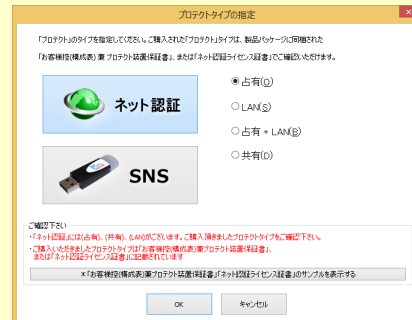 プロテクトタイプの指定
「プロテクト」のタイプを指定してください。ご購入された「プロテクト」タイプは、製品パッケージに同梱された
「お客様控(構成表) 兼 プロテクト装置保証書」、または「ネット認証ライセンス証書」でご確認いただけます。
ネット認証
SNS
占有(O)
LAN(S)
占有 + LAN(B)
共有(D)
ご確認下さい
・「ネット認証」には(占有)、(共有)、(LAN)がございます。ご購入頂きましたプロテクトタイプをご確認下さい。
・ご購入いただきましたプロテクトタイプは「お客様控(構成表)兼プロテクト装置保証書」、
または「ネット認証ライセンス証書」に記載されています
*「お客様控(構成表)兼プロテクト装置保証書」「ネット認証ライセンス証書」のサンプルを表示する
OK
キャンセル